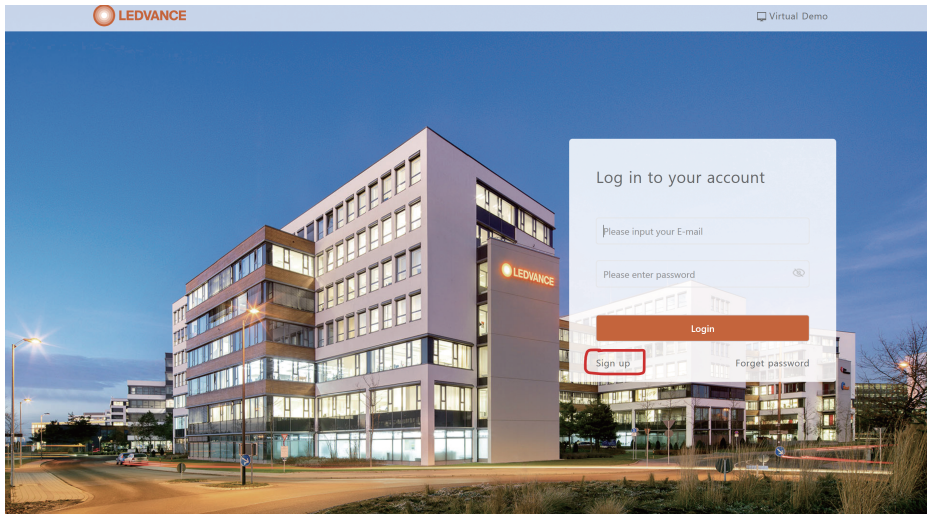 LEDVANCE
Virtual Demo
Log in to your account
Please input your E-mail
LEDVANCE
Please enter password
Login
Sign up
Forget password